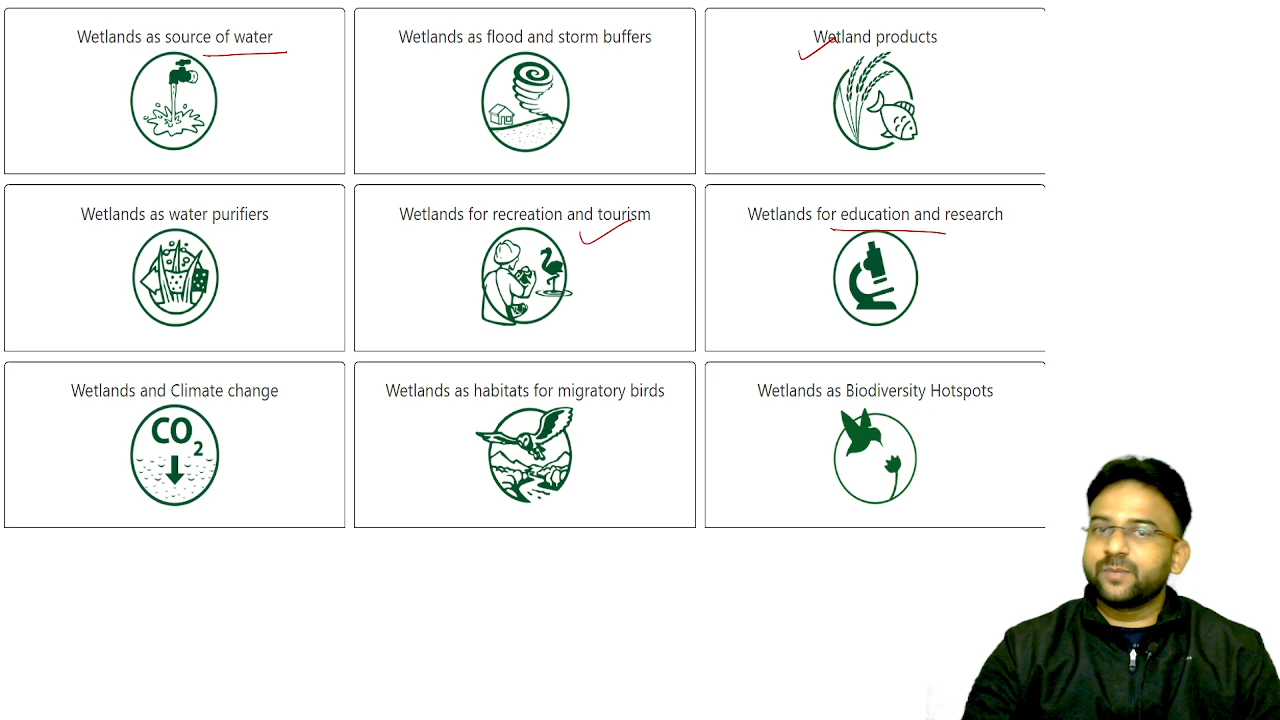 Wetlands as source of water
Wetlands as flood and storm buffers
Wetland products
Wetlands as water purifiers
Wetlands for recreation and tourism
Wetlands for education and research
Wetlands and Climate change
CO2
Wetlands as habitats for migratory birds
Wetlands as Biodiversity Hotspots